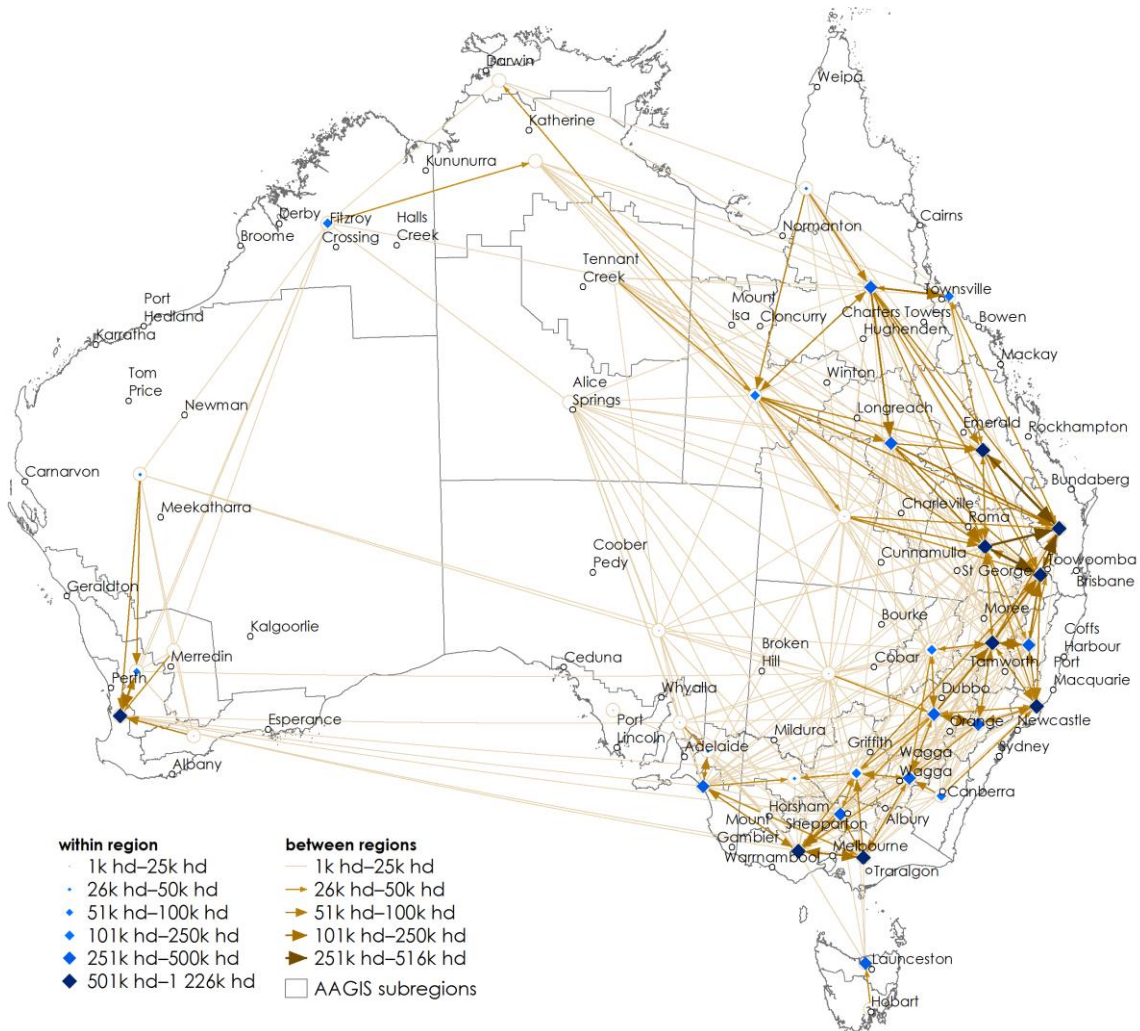 Darwin
Weipa
Katherine
Kununurra
Derby
Fitzroy
Crossing
Halls
Creek
Broome
Normanton
Cairns
Tennant
Creek
Mount
Isa
Cloncurry
Townsville
Charters Towers
Hughenden
Bowen
Port
Hedland
Karratha
Mackay
Tom
Price
Newman
Alice
Springs
Winton
Longreach
Emerald
Rockhampton
Carnarvon
Meekatharra
Bundaberg
Charleville
Roma
Coober
Pedy
Cunnamulla
St George
Toowoomba
Brisbane
Geraldton
Kalgoorlie
Bourke
Moree
Merredin
Perth
Ceduna
Broken
Hill
Cobar
Tamworth
Coffs
Harbour
Port
Macquarie
Whyalla
Dubbo
Esperance
Port
Lincoln
Mildura
Orange
Newcastle
Albany
Adelaide
Griffith
Wagga
Wagga
Sydney
Canberra
Horsham
Mount
Gambier
Shepparton
Albury
Warrnambool
Melbourne
Traralgon
Launceston
Hobart
within region
1k hd–25k hd
26k hd–50k hd
51k hd–100k hd
101k hd–250k hd
251k hd–500k hd
501k hd–1 226k hd
between regions
1k hd–25k hd
26k hd–50k hd
51k hd–100k hd
101k hd–250k hd
251k hd–516k hd
AAGIS subregions